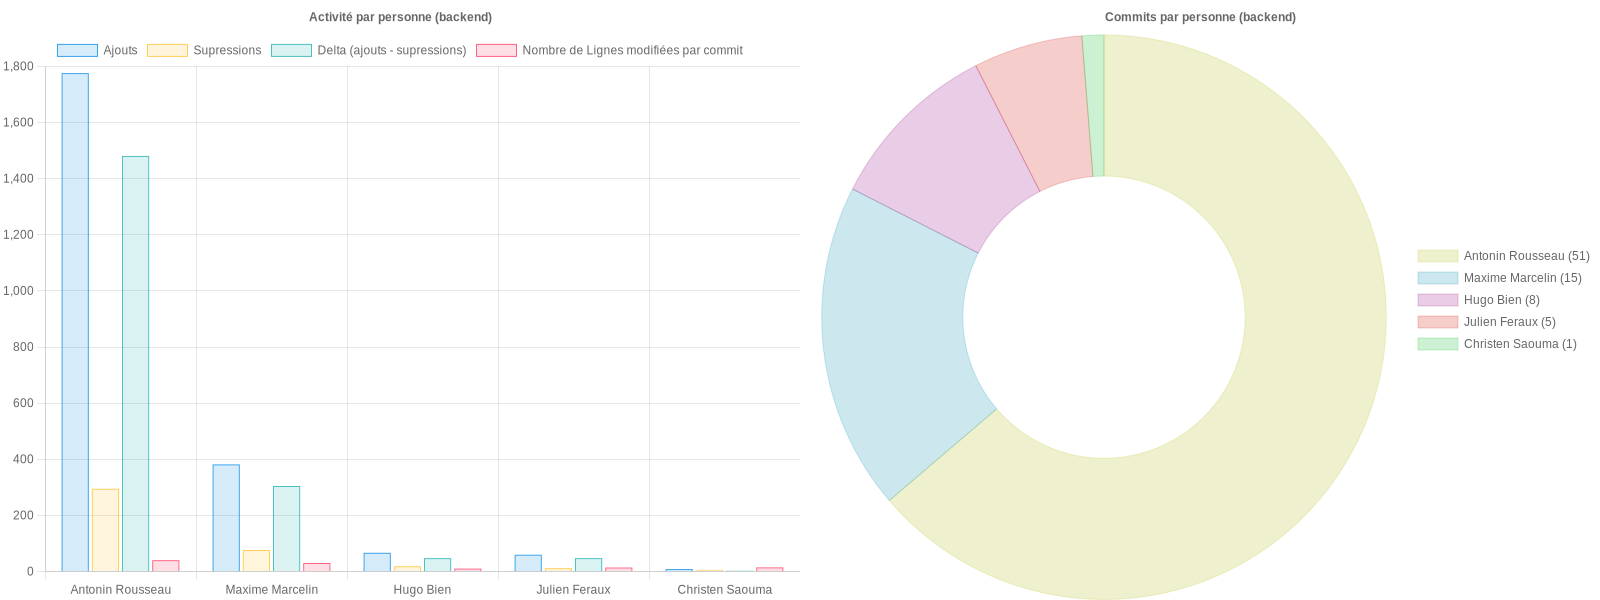 Activité par personne (backend)
Ajouts
Supressions
Delta (ajouts - supressions)
Nombre de Lignes modifiées par commit
1,800
1,600
1,400
1,200
1,000
800
600
400
200
0
Antonin Rousseau
Maxime Marcelin
Hugo Bien
Julien Feraux
Christen Saouma
Commits par personne (backend)
Antonin Rousseau (51)
Maxime Marcelin (15)
Hugo Bien (8)
Julien Feraux (5)
Christen Saouma (1)